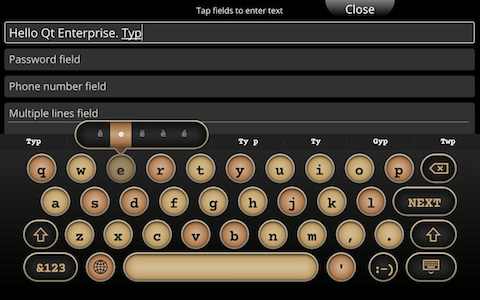 Tap fields to enter text
Close
Hello Qt Enterprise. Typ
Password field
Phone number field
Multiple lines field
ê e ë è é
Typ Ty p Ty Gyp Twp
q w e r t y u i o p
a s d f g h j k l NEXT
z x c v b n m , .
&123 ' :-)